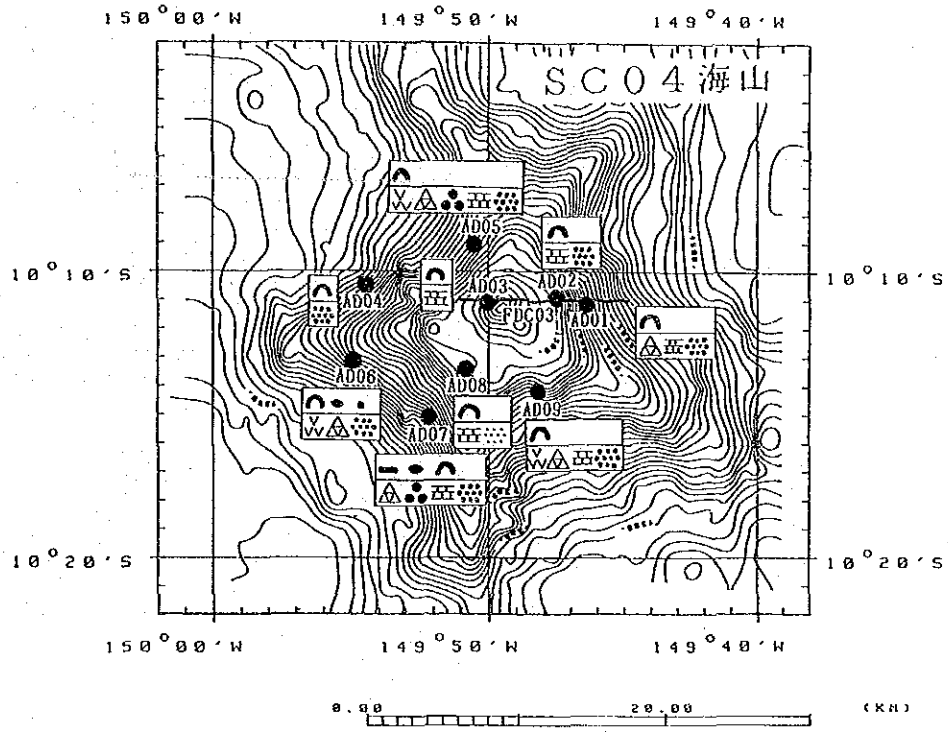 150°00'W 149°50'W 149°40'W
SC04海山
AD05
10°10'S 10°10'S
AD04 AD03 AD02
FDC03 AD01
AD06 AD08
AD07 AD09
10°20'S 10°20'S
150°00'W 149°50'W 149°40'W
0.00 20.00 (KM)